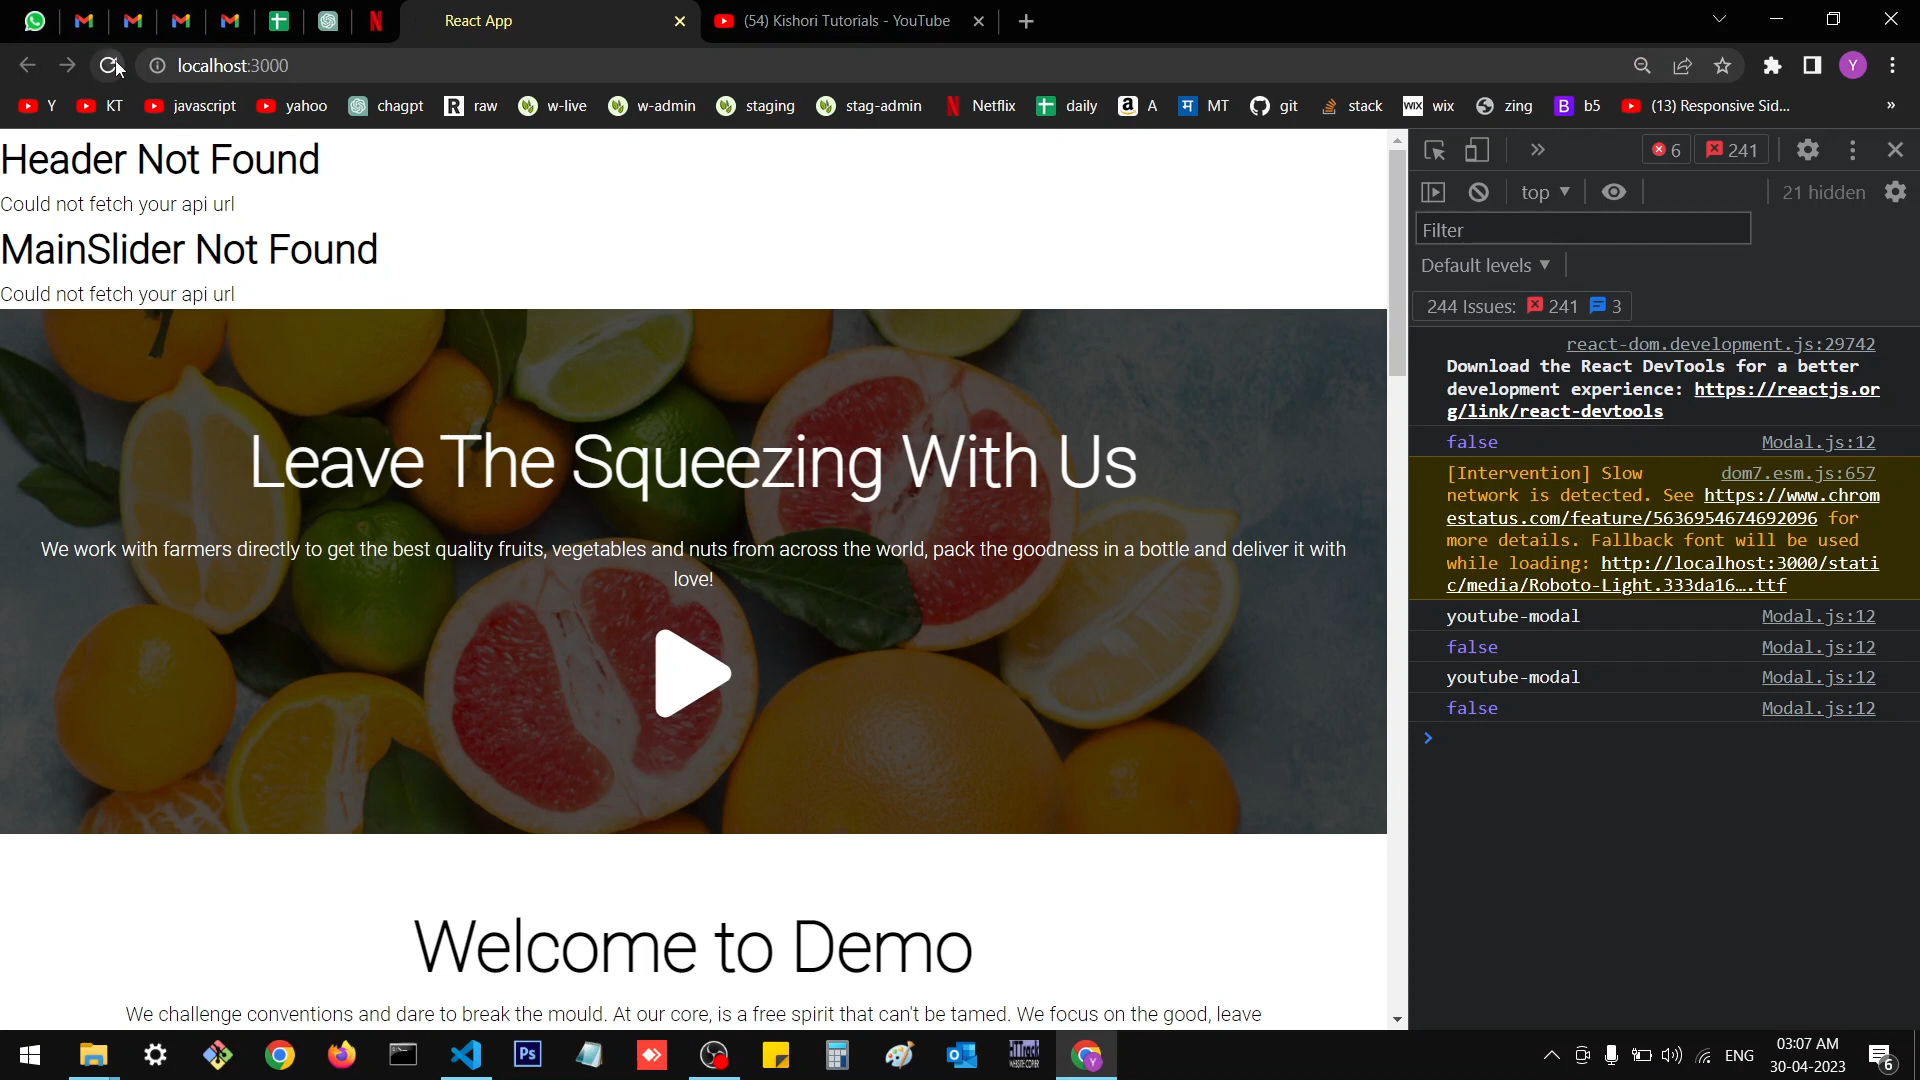 React App
(54) Kishori Tutorials - YouTube
localhost:3000
Y
KT
javascript
yahoo
chagpt
raw
w-live
w-admin
staging
stag-admin
Netflix
daily
A
MT
git
stack
wix
zing
b5
(13) Responsive Sid...
»
Header Not Found
Could not fetch your api url
MainSlider Not Found
Could not fetch your api url
Leave The Squeezing With Us
We work with farmers directly to get the best quality fruits, vegetables and nuts from across the world, pack the goodness in a bottle and deliver it with
love!
Welcome to Demo
We challenge conventions and dare to break the mould. At our core, is a free spirit that can't be tamed. We focus on the good, leave
6
241
top
21 hidden
Filter
Default levels
244 Issues: 241 3
react-dom.development.js:29742
Download the React DevTools for a better
development experience: https://reactjs.or
g/link/react-devtools
false Modal.js:12
[Intervention] Slow dom7.esm.js:657
network is detected. See https://www.chrom
estatus.com/feature/5636954674692096 for
more details. Fallback font will be used
while loading: http://localhost:3000/stati
c/media/Roboto-Light.333da16….ttf
youtube-modal Modal.js:12
false Modal.js:12
youtube-modal Modal.js:12
false Modal.js:12
ENG
03:07 AM
30-04-2023
6